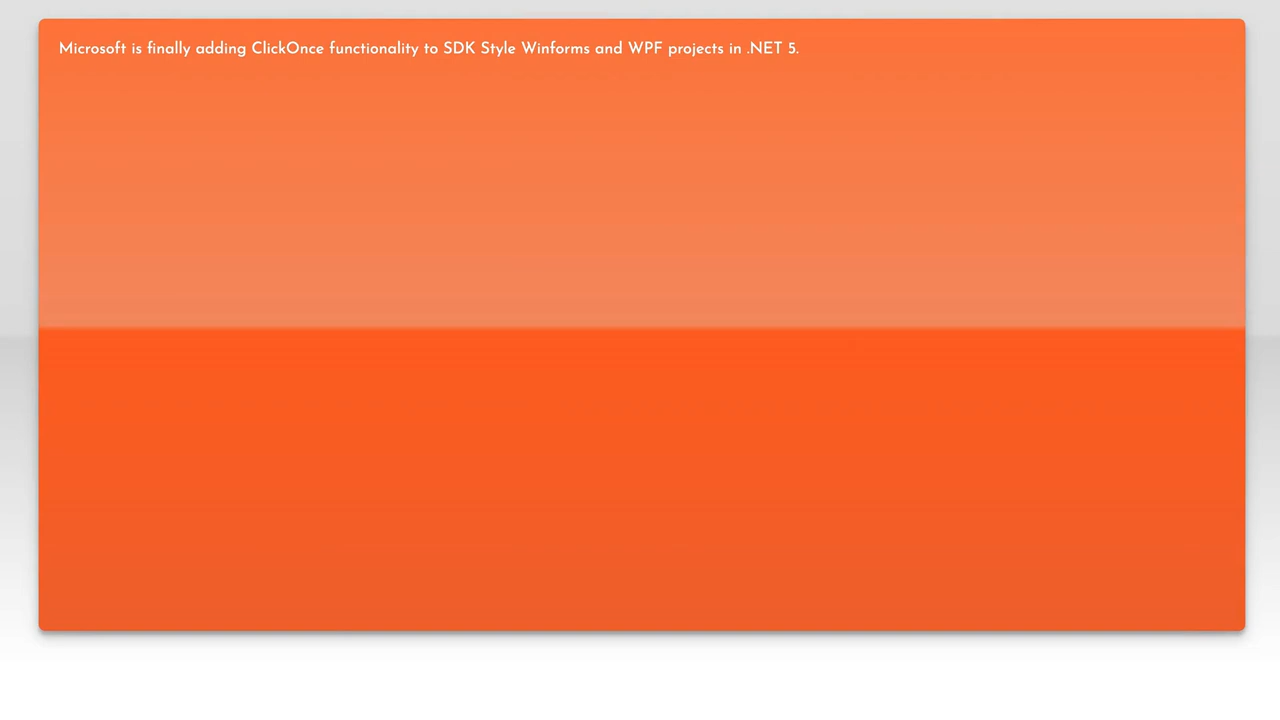 Microsoft is finally adding ClickOnce functionality to SDK Style Winforms and WPF projects in .NET 5.